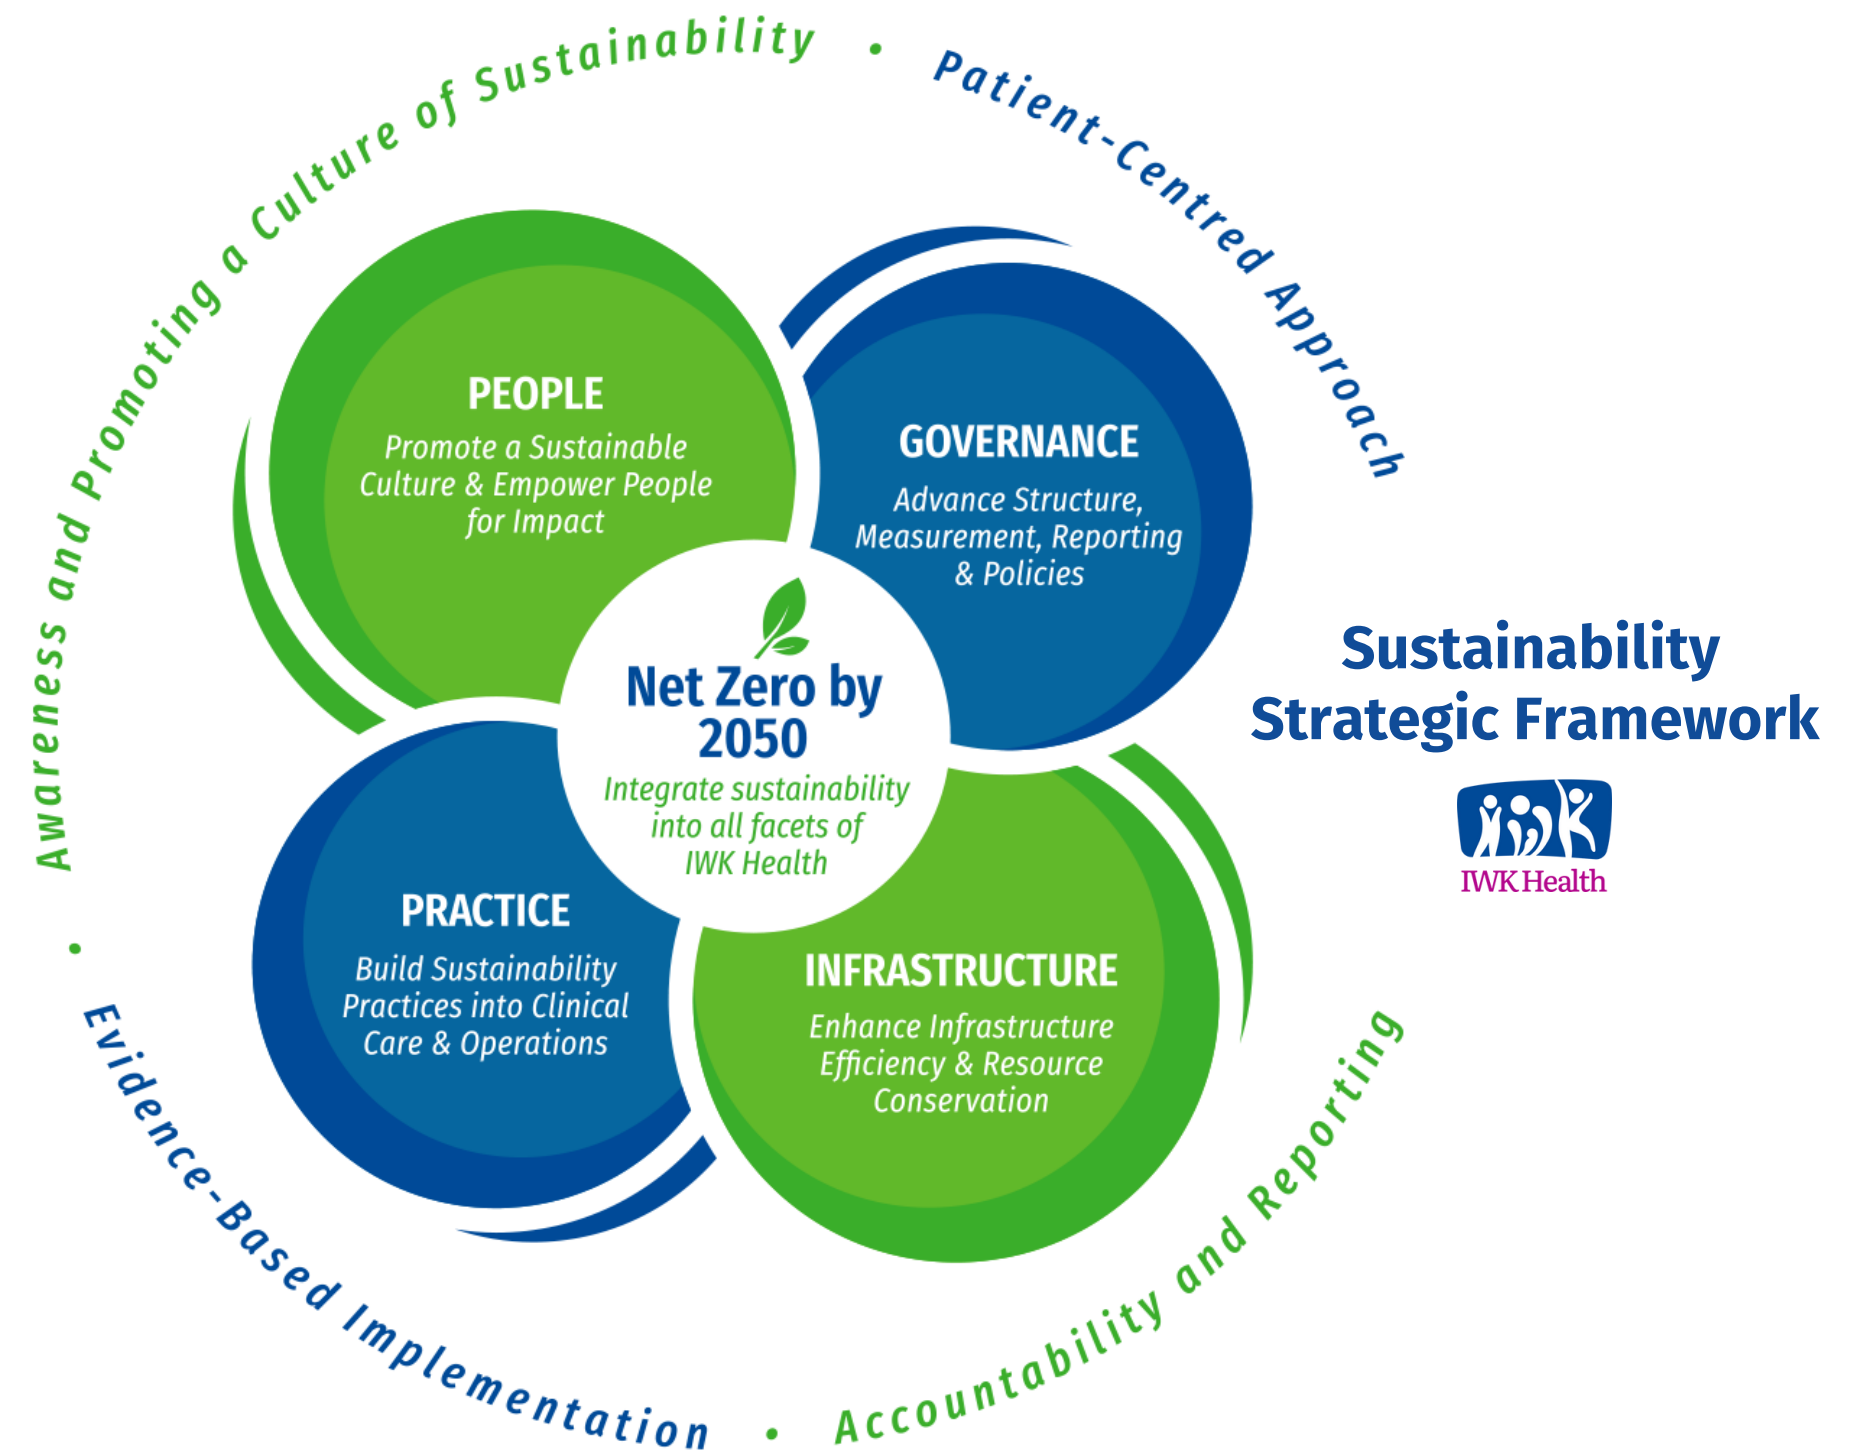 Awareness and Promoting a Culture of Sustainability
•
Patient-Centred Approach
PEOPLE
Promote a Sustainable
Culture & Empower People
for Impact
GOVERNANCE
Advance Structure,
Measurement, Reporting
& Policies
Net Zero by
2050
Integrate sustainability
into all facets of
IWK Health
PRACTICE
Build Sustainability
Practices into Clinical
Care & Operations
INFRASTRUCTURE
Enhance Infrastructure
Efficiency & Resource
Conservation
•
Evidence-Based Implementation
•
Accountability and Reporting
Sustainability
Strategic Framework
IWK
IWK Health